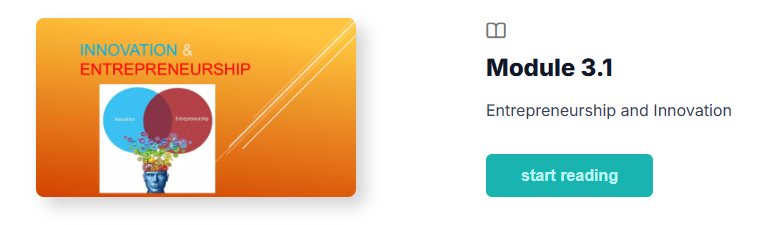 INNOVATION &
ENTREPRENEURSHIP
Innovation
Entrepreneurship
Module 3.1
Entrepreneurship and Innovation
start reading